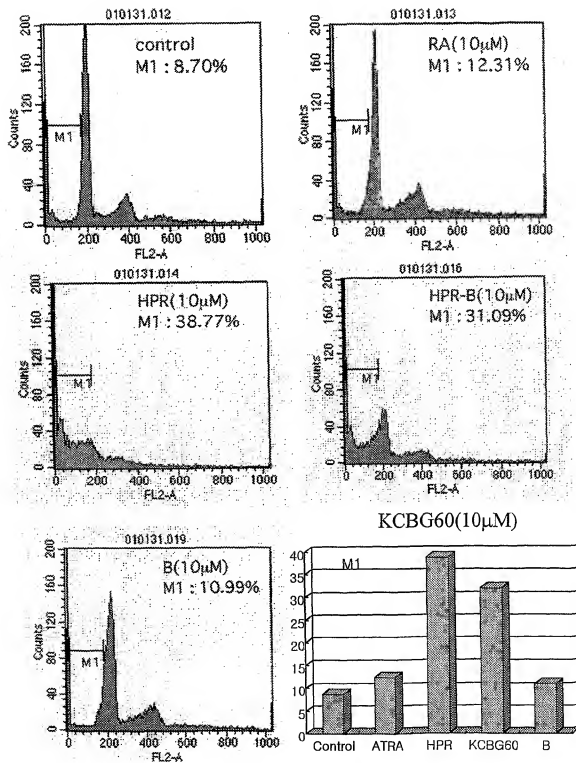 010131.012
control
M1 : 8.70%
M1
Counts
0 40 80 120 160 200
0 200 400 600 800 1000
FL2-A
010131.013
RA(10μM)
M1 : 12.31%
M1
Counts
0 40 80 120 160 200
0 200 400 600 800 1000
FL2-A
010131.014
HPR(10μM)
M1 : 38.77%
M1
Counts
0 40 80 120 160 200
0 200 400 600 800 1000
FL2-A
010131.016
HPR-B(10μM)
M1 : 31.09%
M1
Counts
0 40 80 120 160 200
0 200 400 600 800 1000
FL2-A
010131.019
B(10μM)
M1 : 10.99%
M1
Counts
0 40 80 120 160 200
0 200 400 600 800 1000
FL2-A
KCBG60(10μM)
M1
40
35
30
25
20
15
10
5
0
Control ATRA HPR KCBG60 B